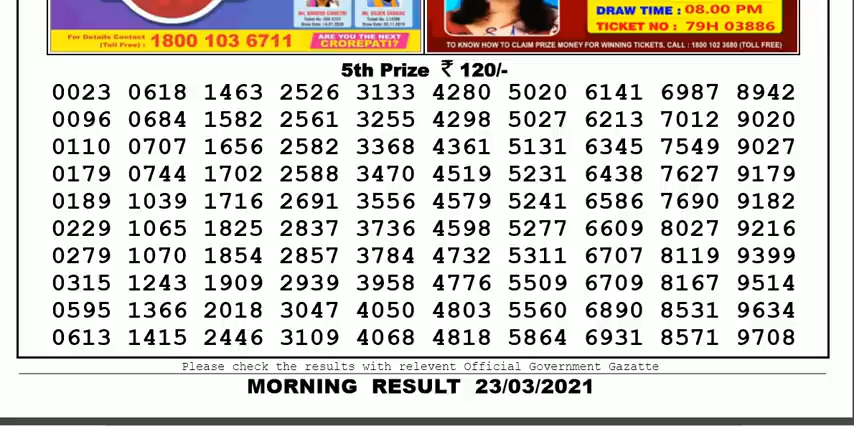 DRAW TIME : 08.00 PM
TICKET NO : 79H 03886
For Details Contact
(Toll Free) : 1800 103 6711
ARE YOU THE NEXT
CROREPATI?
TO KNOW HOW TO CLAIM PRIZE MONEY FOR WINNING TICKETS, CALL : 1800 102 3680 (TOLL FREE)
5th Prize ₹ 120/-
0023 0618 1463 2526 3133 4280 5020 6141 6987 8942
0096 0684 1582 2561 3255 4298 5027 6213 7012 9020
0110 0707 1656 2582 3368 4361 5131 6345 7549 9027
0179 0744 1702 2588 3470 4519 5231 6438 7627 9179
0189 1039 1716 2691 3556 4579 5241 6586 7690 9182
0229 1065 1825 2837 3736 4598 5277 6609 8027 9216
0279 1070 1854 2857 3784 4732 5311 6707 8119 9399
0315 1243 1909 2939 3958 4776 5509 6709 8167 9514
0595 1366 2018 3047 4050 4803 5560 6890 8531 9634
0613 1415 2446 3109 4068 4818 5864 6931 8571 9708
Please check the results with relevent Official Government Gazatte
MORNING RESULT 23/03/2021